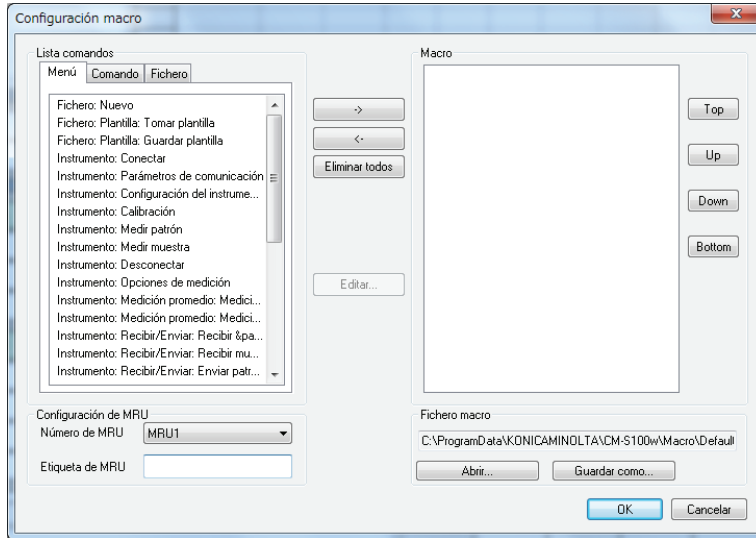 Configuración macro
Lista comandos
Menú Comando Fichero
Fichero: Nuevo
Fichero: Plantilla: Tomar plantilla
Fichero: Plantilla: Guardar plantilla
Instrumento: Conectar
Instrumento: Parámetros de comunicación
Instrumento: Configuración del instrume...
Instrumento: Calibración
Instrumento: Medir patrón
Instrumento: Medir muestra
Instrumento: Desconectar
Instrumento: Opciones de medición
Instrumento: Medición promedio: Medici...
Instrumento: Medición promedio: Medici...
Instrumento: Recibir/Enviar: Recibir &pa...
Instrumento: Recibir/Enviar: Recibir mu...
Instrumento: Recibir/Enviar: Enviar patr...
->
<-
Eliminar todos
Editar...
Macro
Top
Up
Down
Bottom
Configuración de MRU
Número de MRU MRU1
Etiqueta de MRU
Fichero macro
C:\ProgramData\KONICAMINOLTA\CM-S100w\Macro\Defaul
Abrir... Guardar como...
OK Cancelar